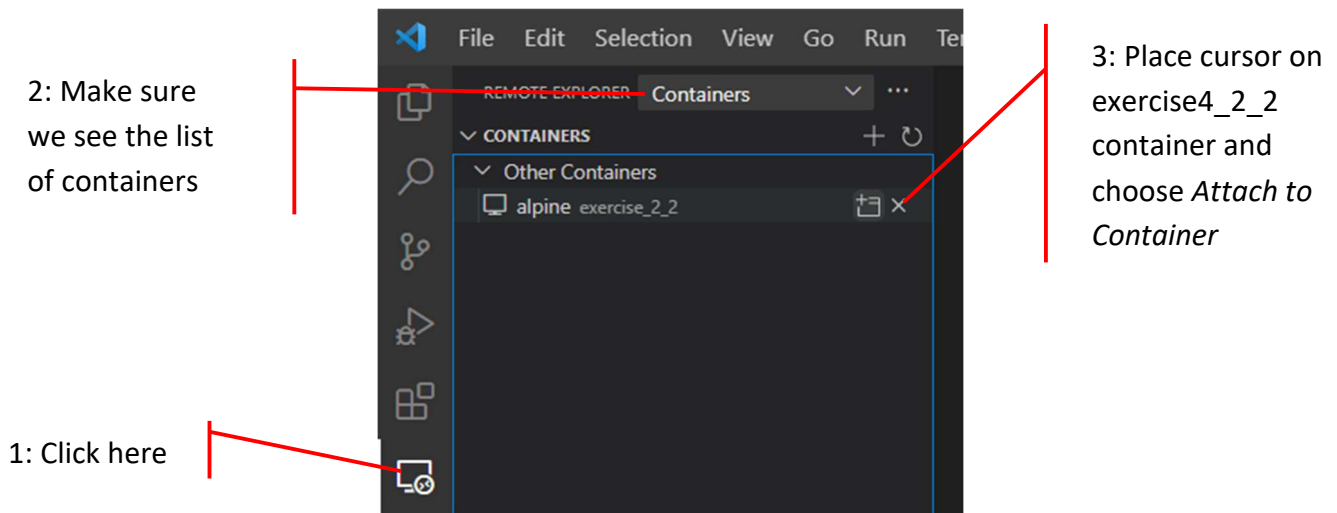 File Edit Selection View Go Run Ter
REMOTE EXPLORER Containers
CONTAINERS
Other Containers
alpine exercise_2_2
2: Make sure
we see the list
of containers
1: Click here
3: Place cursor on
exercise4_2_2
container and
choose Attach to
Container